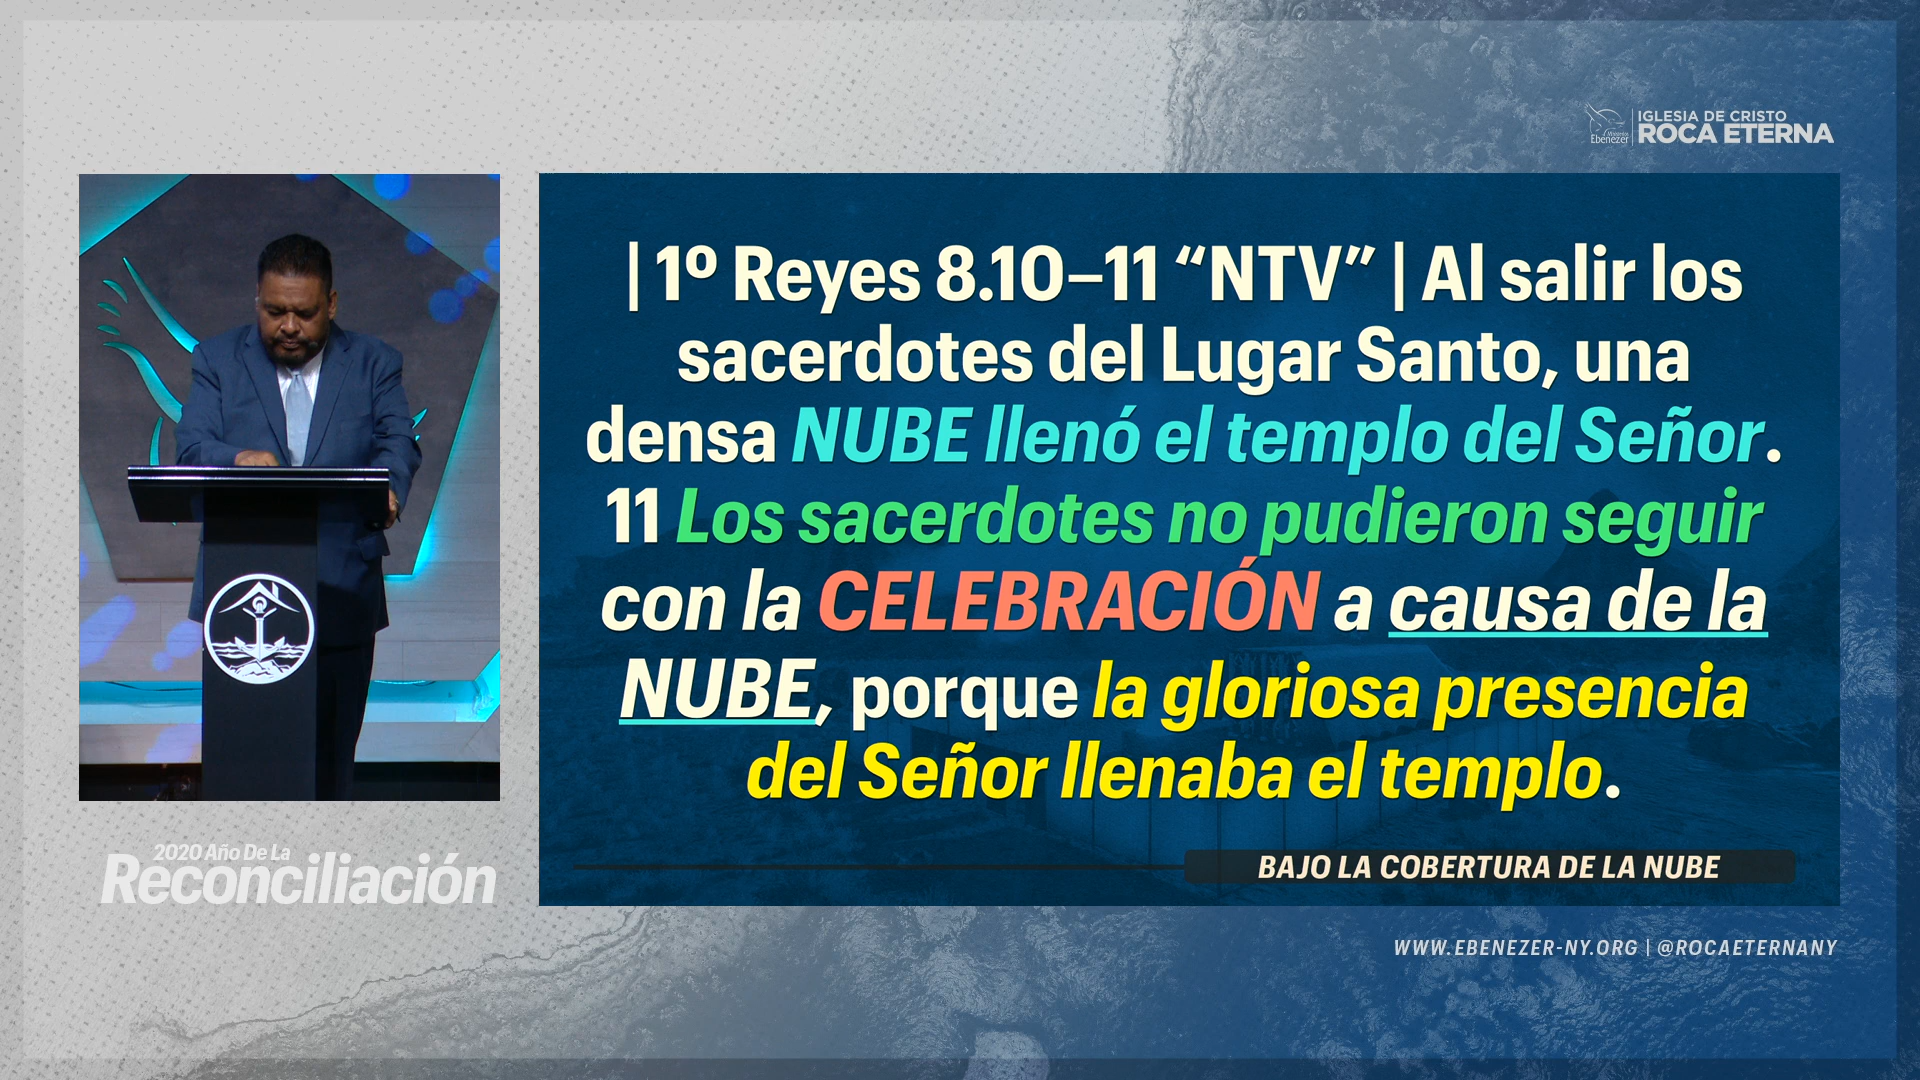 Ministerios
Ebenezer
IGLESIA DE CRISTO
ROCA ETERNA
| 1º Reyes 8.10–11 “NTV” | Al salir los
sacerdotes del Lugar Santo, una
densa NUBE llenó el templo del Señor.
11 Los sacerdotes no pudieron seguir
con la CELEBRACIÓN a causa de la
NUBE, porque la gloriosa presencia
del Señor llenaba el templo.
BAJO LA COBERTURA DE LA NUBE
2020 Año De La
Reconciliación
WWW.EBENEZER-NY.ORG | @ROCAETERNANY